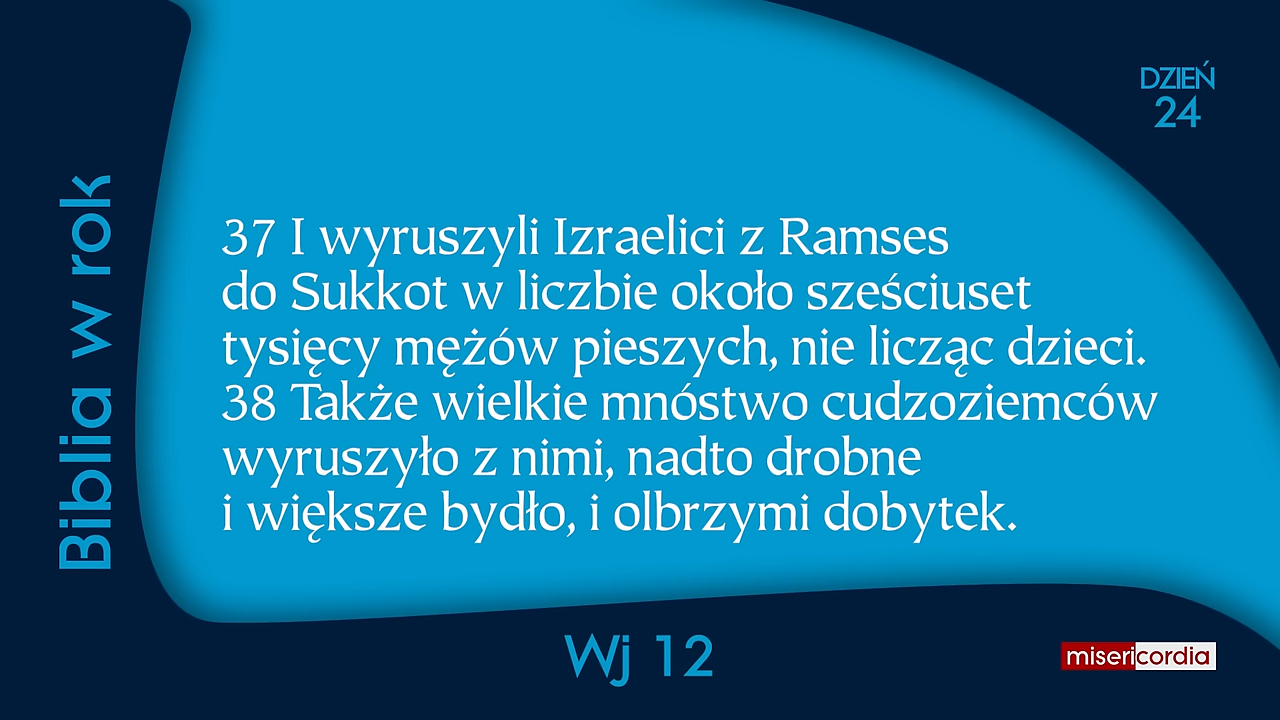 DZIEŃ
24
Biblia w rok
37 I wyruszyli Izraelici z Ramses
do Sukkot w liczbie około sześciuset
tysięcy mężów pieszych, nie licząc dzieci.
38 Także wielkie mnóstwo cudzoziemców
wyruszyło z nimi, nadto drobne
i większe bydło, i olbrzymi dobytek.
Wj 12
misericordia